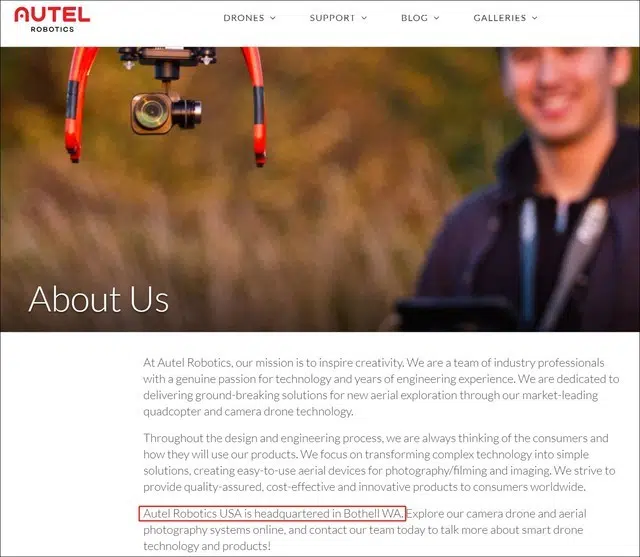 AUTEL
ROBOTICS
DRONES
SUPPORT
BLOG
GALLERIES
About Us
At Autel Robotics, our mission is to inspire creativity. We are a team of industry professionals
with a genuine passion for technology and years of engineering experience. We are dedicated to
delivering ground-breaking solutions for new aerial exploration through our market-leading
quadcopter and camera drone technology.
Throughout the design and engineering process, we are always thinking of the consumers and
how they will use our products. We focus on transforming complex technology into simple
solutions, creating easy-to-use aerial devices for photography/filming and imaging. We strive to
provide quality-assured, cost-effective and innovative products to consumers worldwide.
Autel Robotics USA is headquartered in Bothell WA. Explore our camera drone and aerial
photography systems online, and contact our team today to talk more about smart drone
technology and products!